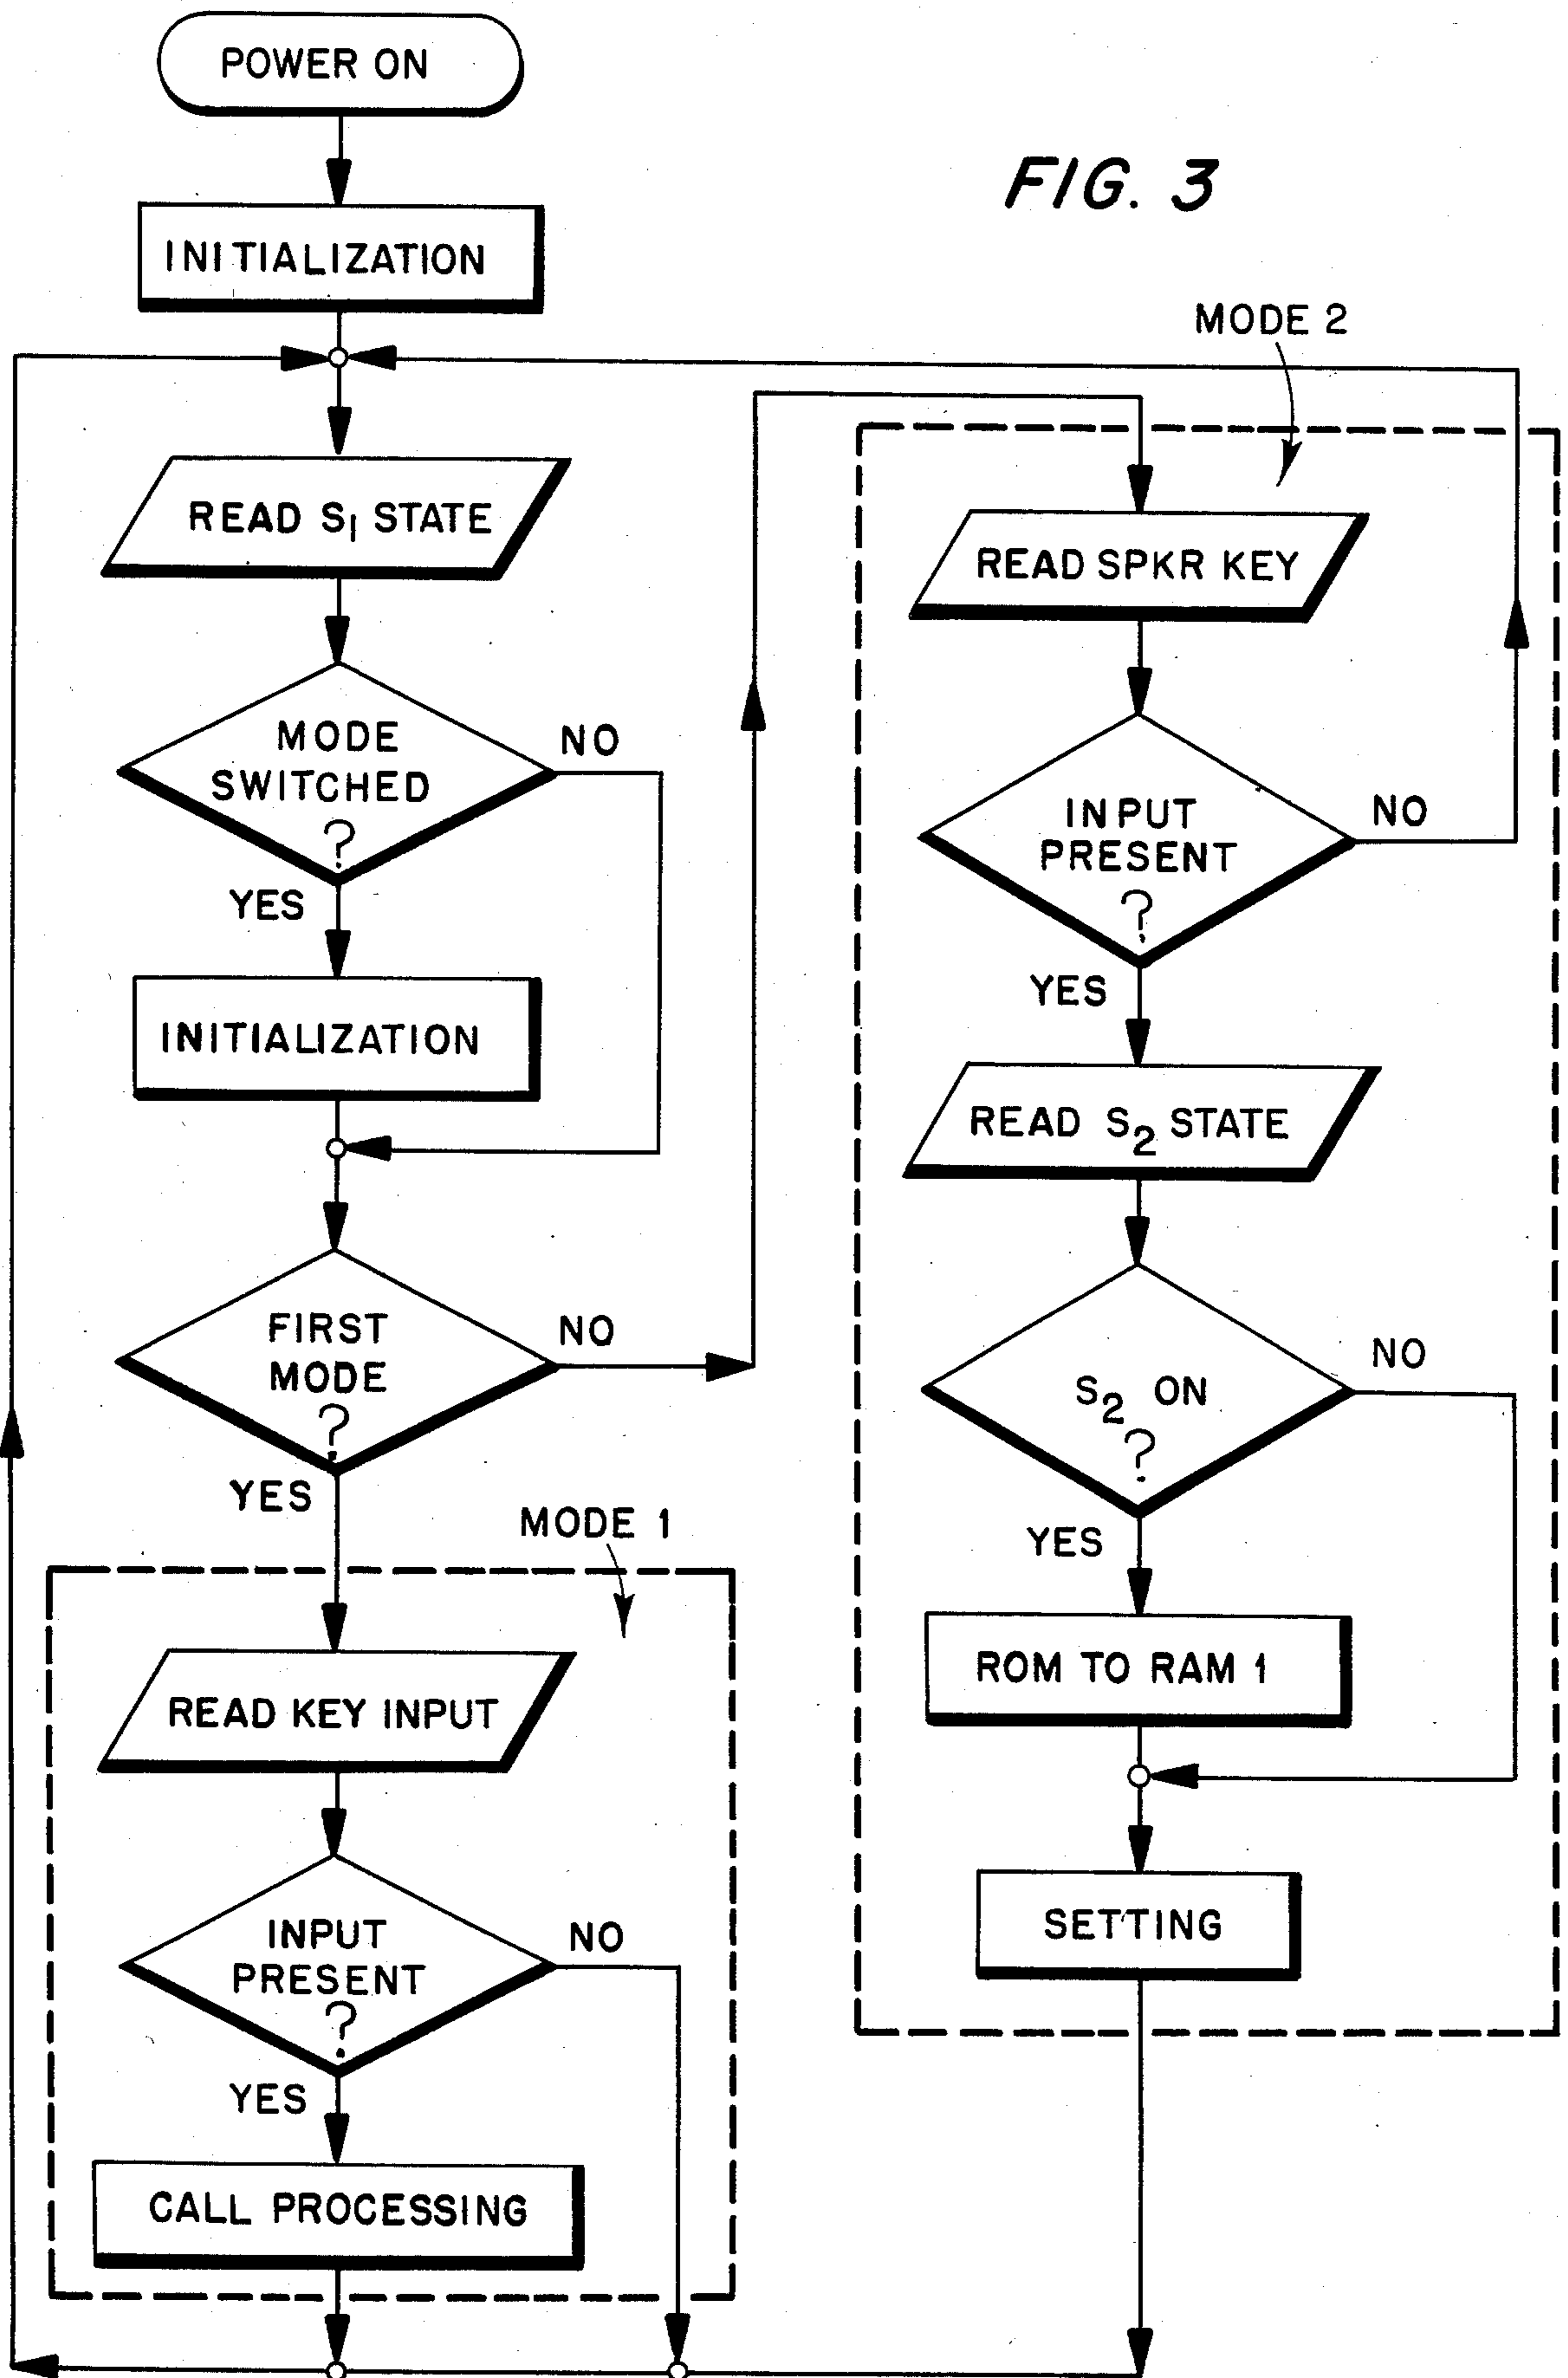 POWER ON
FIG. 3
INITIALIZATION
MODE 2
READ S1 STATE
READ SPKR KEY
MODE
SWITCHED
?
NO
YES
INPUT
PRESENT
?
NO
YES
INITIALIZATION
READ S2 STATE
FIRST
MODE
?
NO
YES
S2 ON
?
NO
YES
MODE 1
ROM TO RAM 1
READ KEY INPUT
SETTING
INPUT
PRESENT
?
NO
YES
CALL PROCESSING